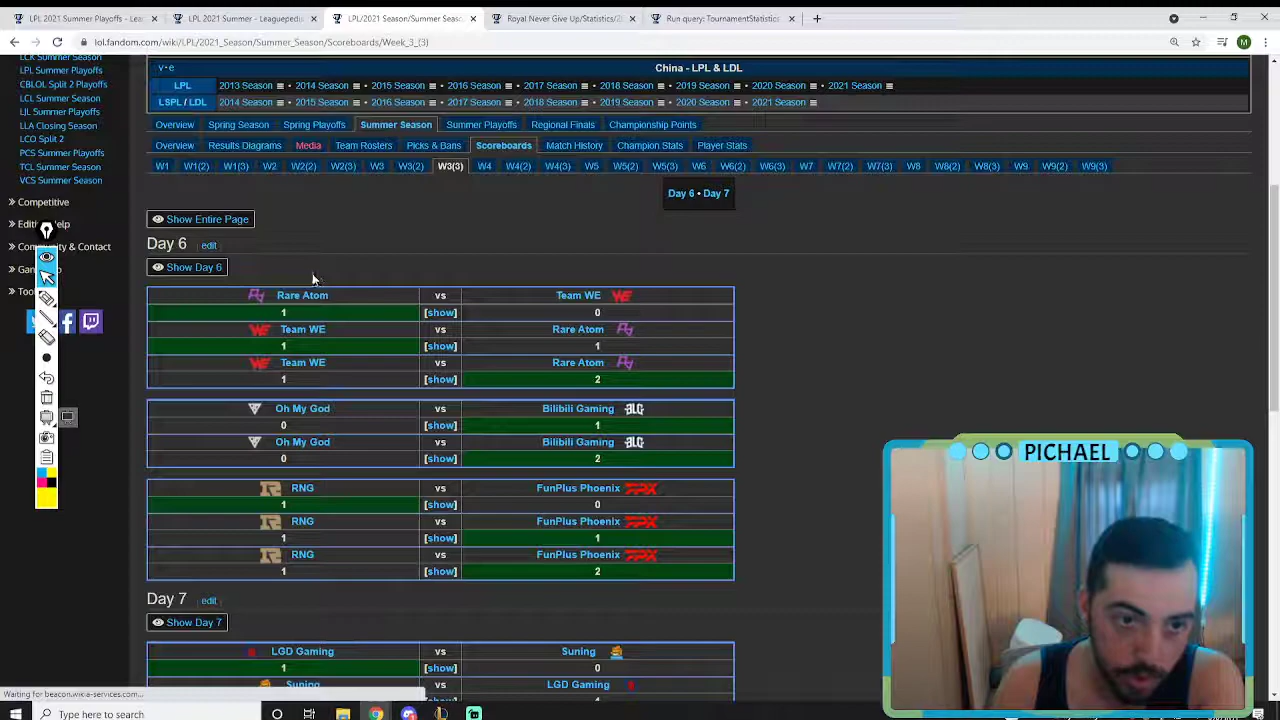 LPL 2021 Summer Playoffs - Lea
LPL 2021 Summer - Leaguepedia
LPL/2021 Season/Summer Seaso
Royal Never Give Up/Statistics/2
Run query: TournamentStatistics
lol.fandom.com/wiki/LPL/2021_Season/Summer_Season/Scoreboards/Week_3_(3)
LCK Summer Season
LPL Summer Playoffs
CBLOL Split 2 Playoffs
LCL Summer Season
LJL Summer Playoffs
LLA Closing Season
LCO Split 2
PCS Summer Playoffs
TCL Summer Season
VCS Summer Season
Competitive
Community & Contact
v·e China - LPL & LDL
LPL 2013 Season • 2014 Season • 2015 Season • 2016 Season • 2017 Season • 2018 Season • 2019 Season • 2020 Season • 2021 Season
LSPL / LDL 2014 Season • 2015 Season • 2016 Season • 2017 Season • 2018 Season • 2019 Season • 2020 Season • 2021 Season
Overview Spring Season Spring Playoffs Summer Season Summer Playoffs Regional Finals Championship Points
Overview Results Diagrams Media Team Rosters Picks & Bans Scoreboards Match History Champion Stats Player Stats
W1 W1(2) W1(3) W2 W2(2) W2(3) W3 W3(2) W3(3) W4 W4(2) W4(3) W5 W5(2) W5(3) W6 W6(2) W6(3) W7 W7(2) W7(3) W8 W8(2) W8(3) W9 W9(2) W9(3)
Day 6 • Day 7
Show Entire Page
Day 6 edit
Show Day 6
Rare Atom vs Team WE
1 [show] 0
Team WE vs Rare Atom
1 [show] 1
Team WE vs Rare Atom
1 [show] 2
Oh My God vs Bilibili Gaming
0 [show] 1
Oh My God vs Bilibili Gaming
0 [show] 2
RNG vs FunPlus Phoenix
1 [show] 0
RNG vs FunPlus Phoenix
1 [show] 1
RNG vs FunPlus Phoenix
1 [show] 2
Day 7 edit
Show Day 7
LGD Gaming vs Suning
1 [show] 0
Suning vs LGD Gaming
PICHAEL
Waiting for beacon.wikia-services.com...
Type here to search